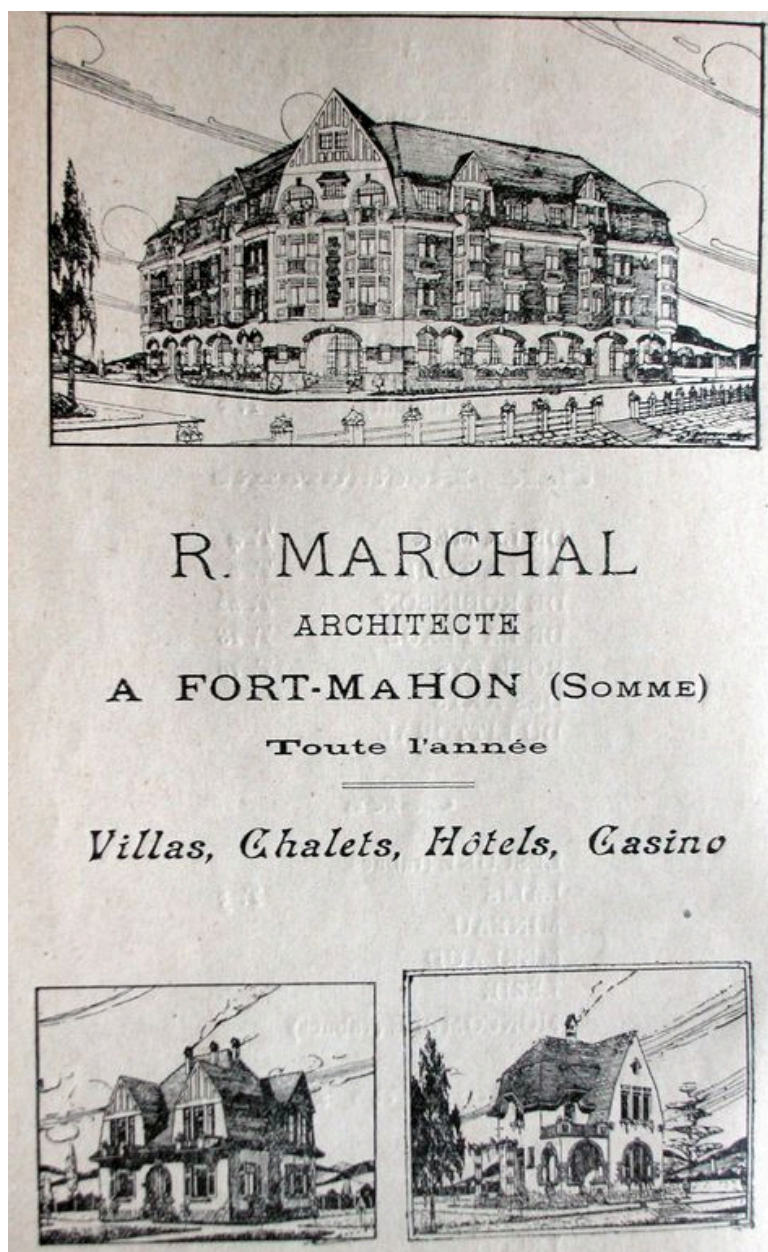 R. MARCHAL
ARCHITECTE
A FORT-MAHON (SOMME)
Toute l'année
Villas, Chalets, Hôtels, Casino